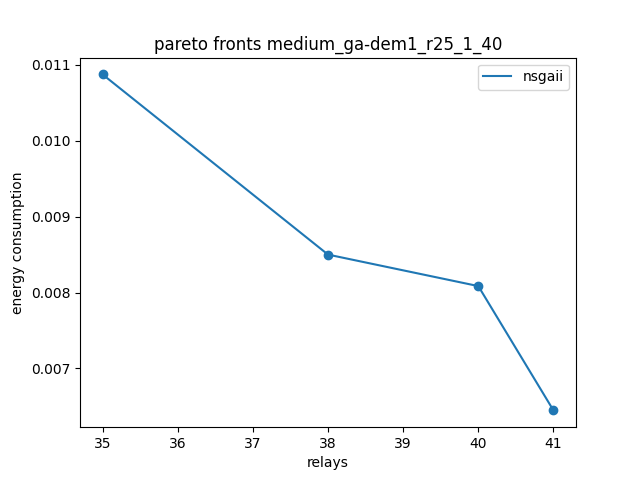 pareto fronts medium_ga-dem1_r25_1_40
nsgaii
0.011
0.010
0.009
0.008
0.007
energy consumption
35 36 37 38 39 40 41
relays